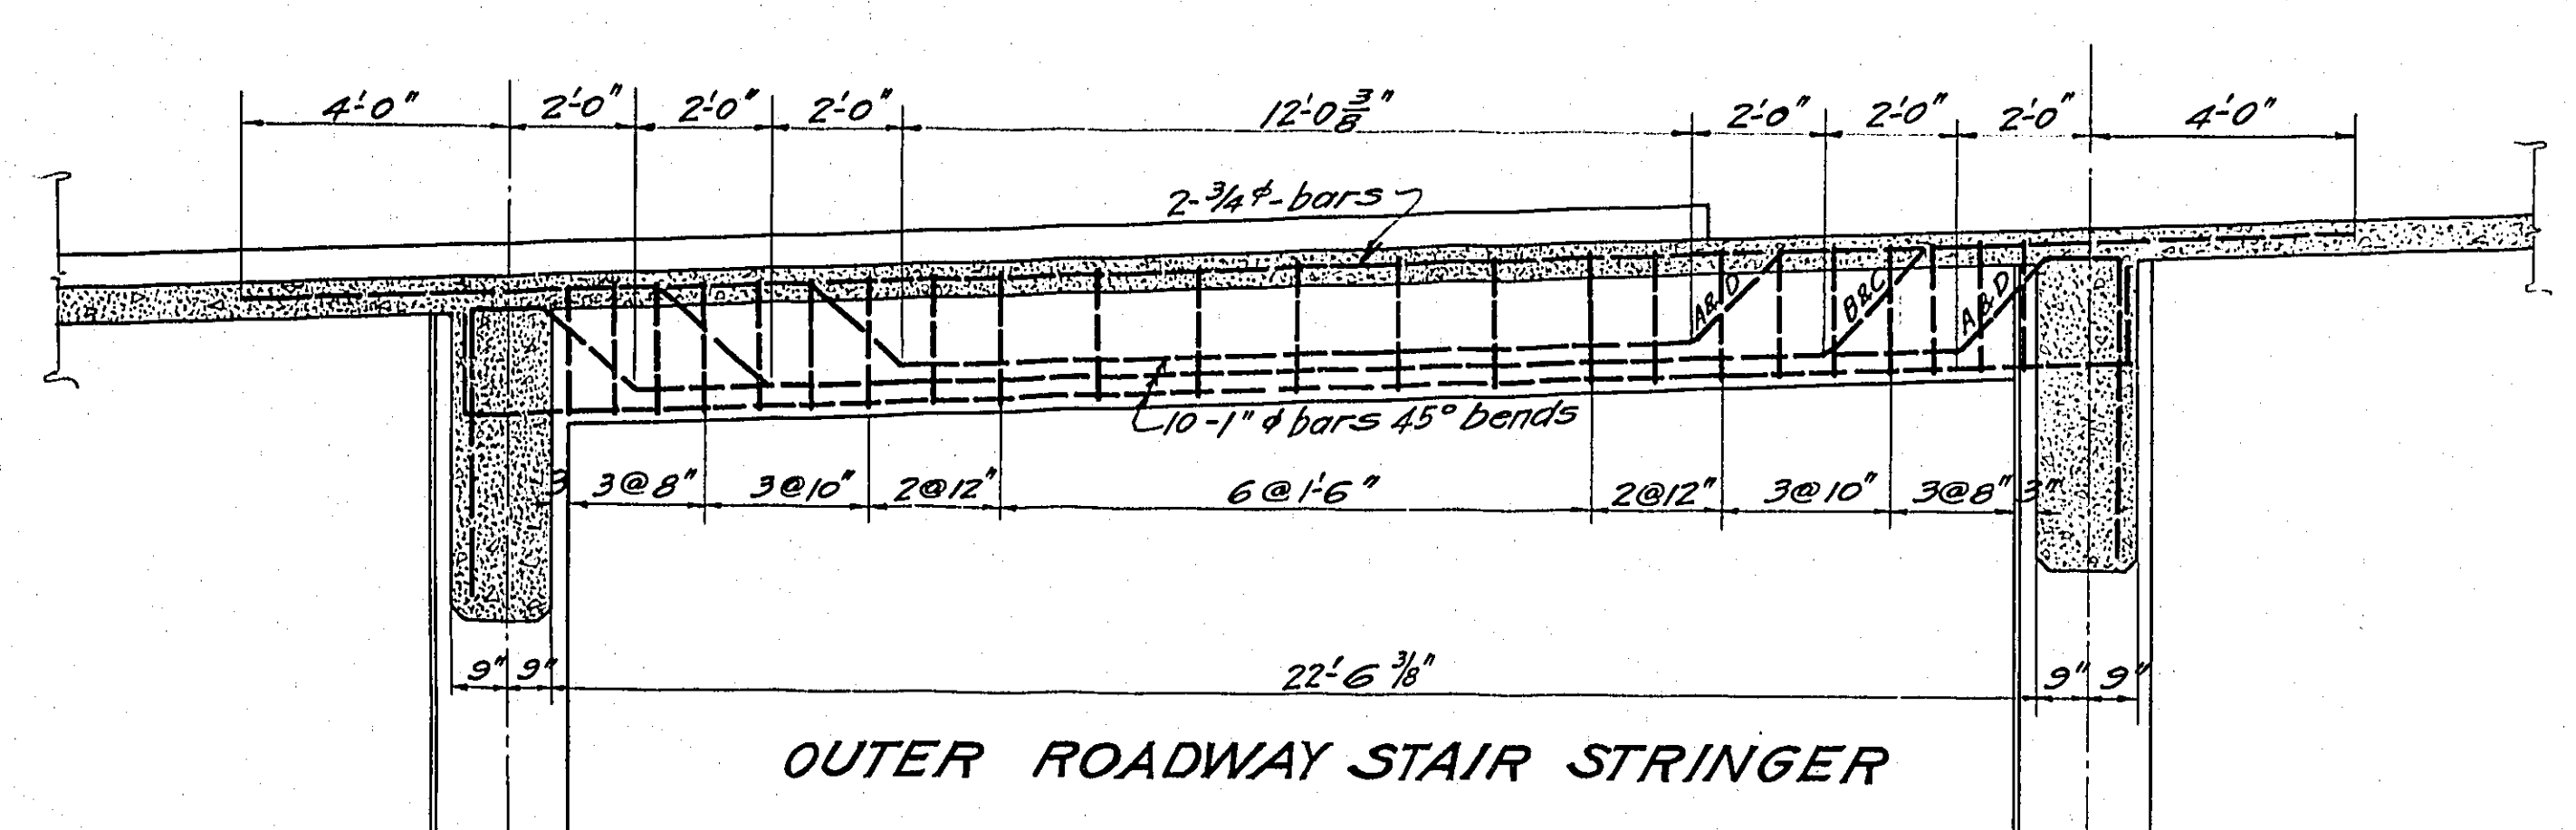 4'-0" 2'-0" 2'-0" 2'-0" 12'-0 3/8" 2'-0" 2'-0" 2'-0" 4'-0"
2-3/4"ϕ-bars
A&D B&C A&D
10-1"ϕ bars 45° bends
3 3@8" 3@10" 2@12" 6@1'-6" 2@12" 3@10" 3@8" 3"
9" 9" 22'-6 3/8" 9" 9"
OUTER ROADWAY STAIR STRINGER